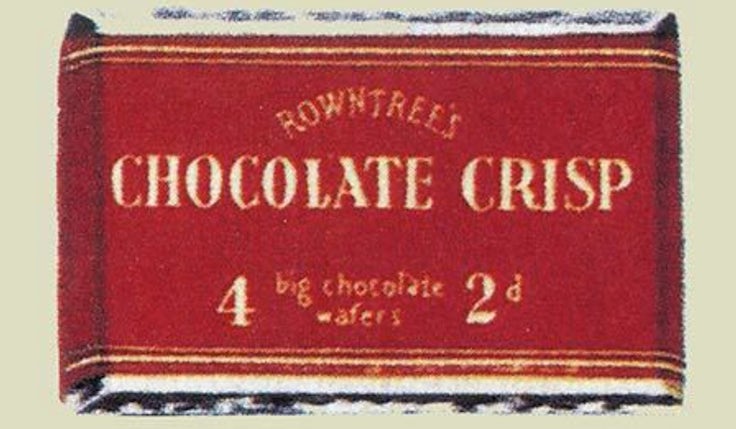 ROWNTREE'S
CHOCOLATE CRISP
4 big chocolate 2d
wafers